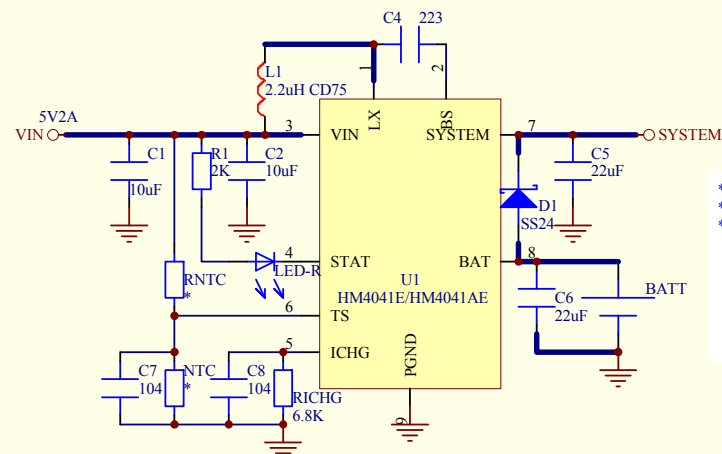 C4 223
1
2
L1
2.2uH CD75
5V2A
VIN
3
VIN
LX
BS
SYSTEM
7
SYSTEM
C1
10uF
R1
2K
C2
10uF
C5
22uF
D1
SS24
*
*
*
LED-R
4
STAT
BAT
8
U1
HM4041E/HM4041AE
RNTC
*
6
TS
C6
22uF
BATT
5
ICHG
PGND
9
C7
104
NTC
*
C8
104
RICHG
6.8K